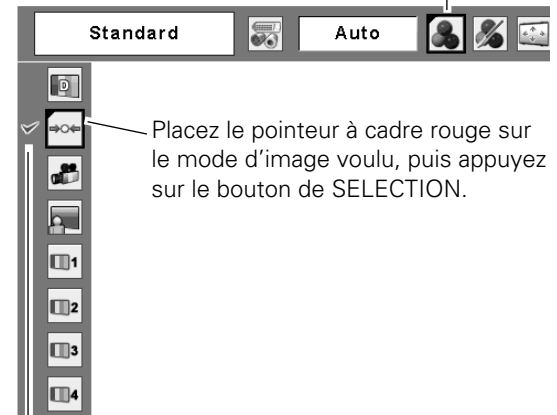 Standard
Auto
D
Placez le pointeur à cadre rouge sur
le mode d’image voulu, puis appuyez
sur le bouton de SELECTION.
1
2
3
4